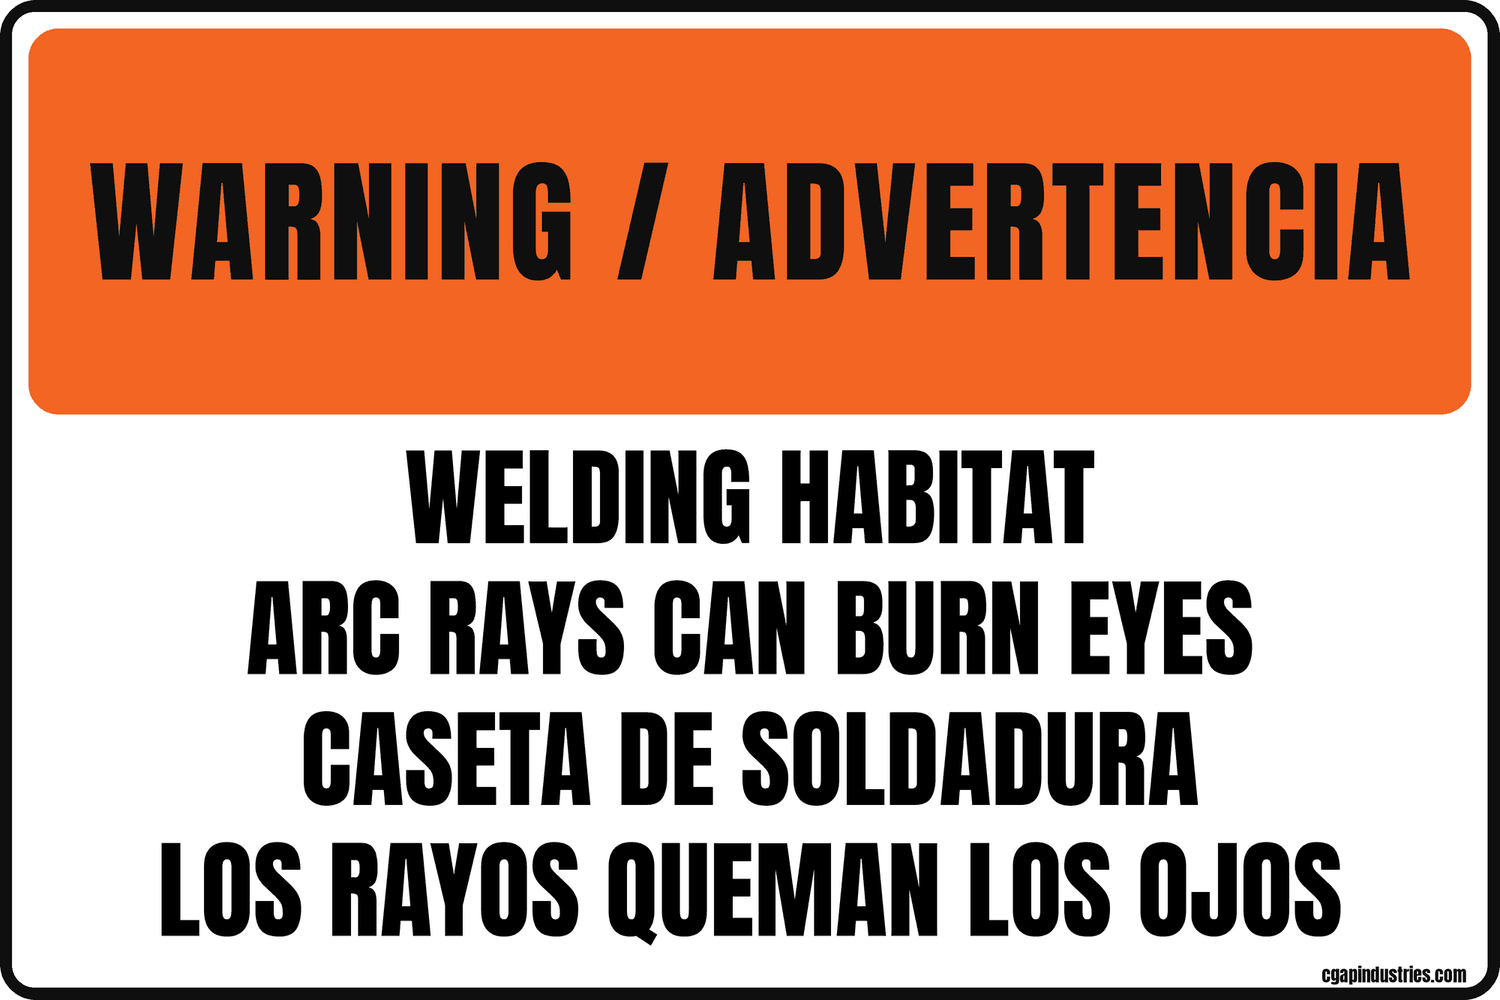 WARNING / ADVERTENCIA
WELDING HABITAT
ARC RAYS CAN BURN EYES
CASETA DE SOLDADURA
LOS RAYOS QUEMAN LOS OJOS
cgapindustries.com